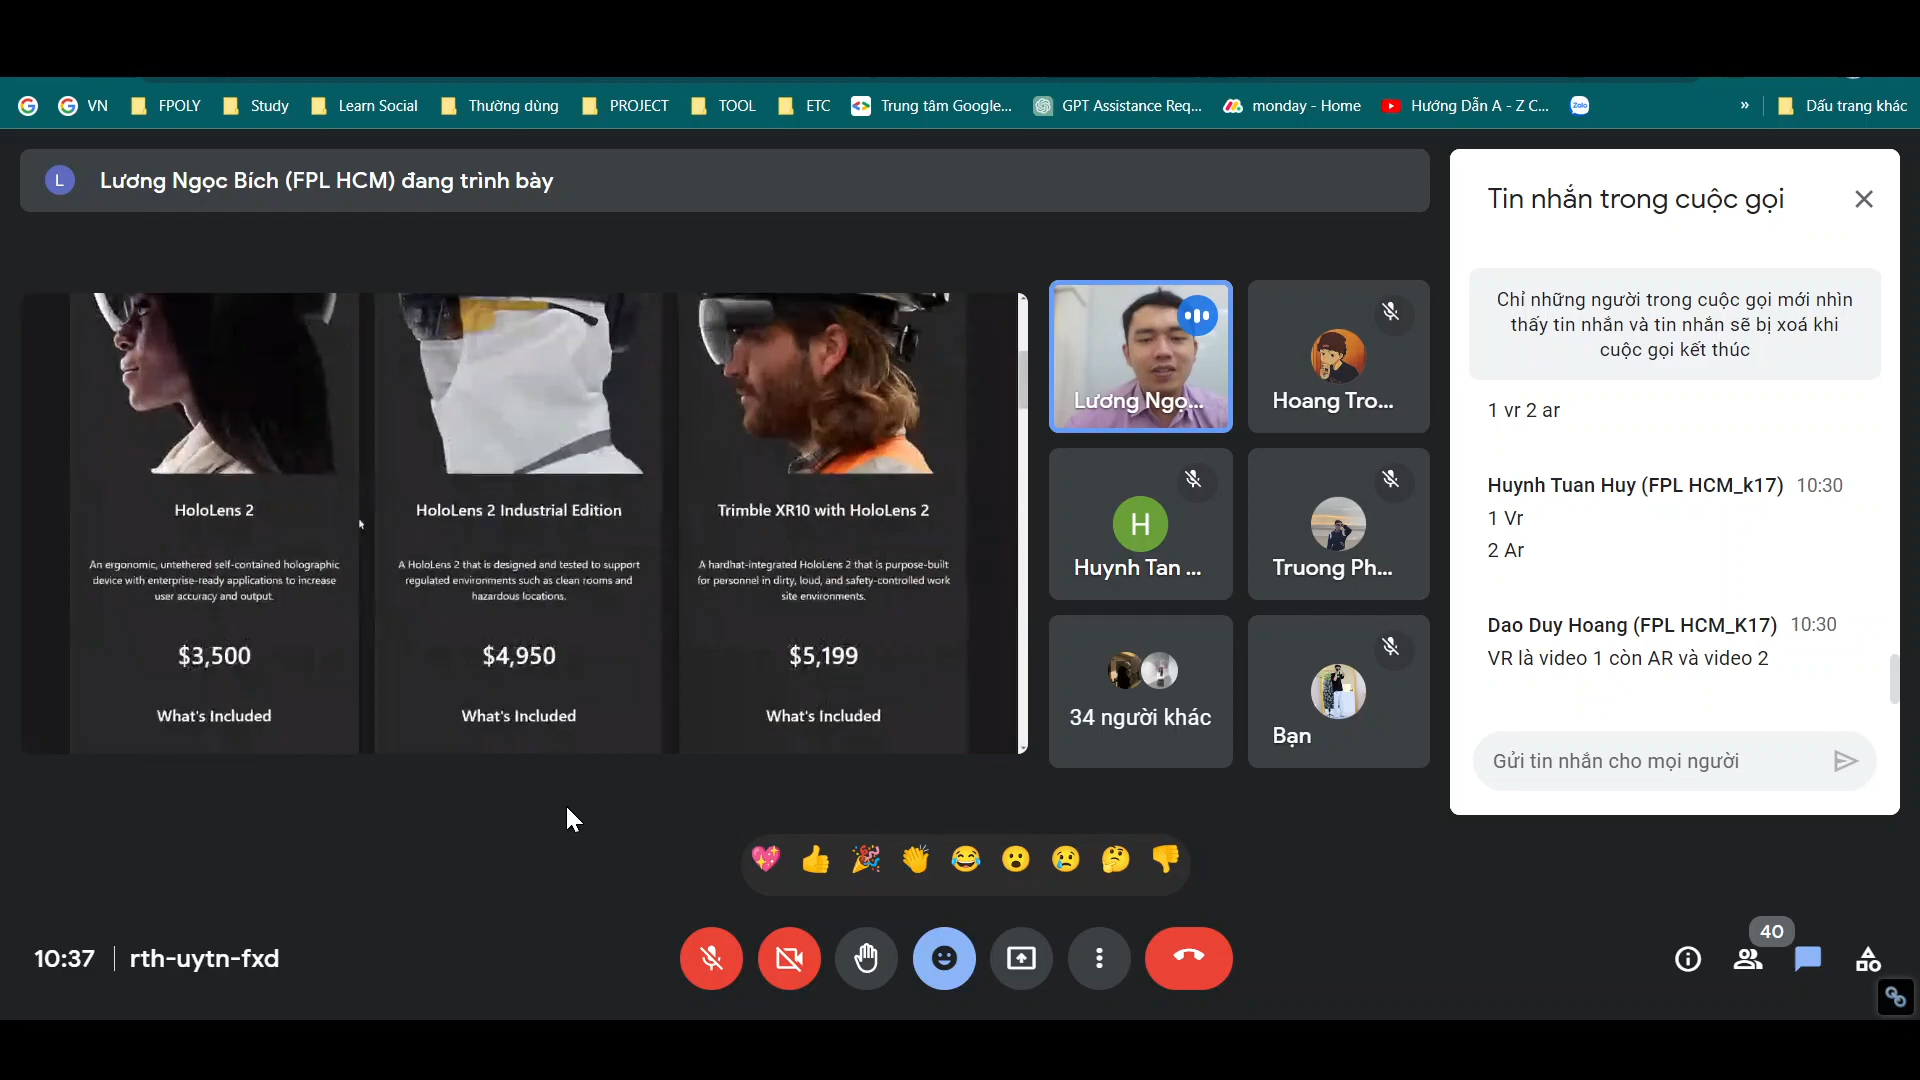 VN
FPOLY
Study
Learn Social
Thường dùng
PROJECT
TOOL
ETC
Trung tâm Google...
GPT Assistance Req...
monday - Home
Hướng Dẫn A - Z C...
Zalo
»
Dấu trang khác
L
Lương Ngọc Bích (FPL HCM) đang trình bày
HoloLens 2
An ergonomic, untethered self-contained holographic
device with enterprise-ready applications to increase
user accuracy and output.
$3,500
What's Included
HoloLens 2 Industrial Edition
A HoloLens 2 that is designed and tested to support
regulated environments such as clean rooms and
hazardous locations.
$4,950
What's Included
Trimble XR10 with HoloLens 2
A hardhat-integrated HoloLens 2 that is purpose-built
for personnel in dirty, loud, and safety-controlled work
site environments.
$5,199
What's Included
Lương Ngọ...
Hoang Tro...
H
Huynh Tan ...
Truong Ph...
34 người khác
Bạn
Tin nhắn trong cuộc gọi
Chỉ những người trong cuộc gọi mới nhìn
thấy tin nhắn và tin nhắn sẽ bị xoá khi
cuộc gọi kết thúc
1 vr 2 ar
Huynh Tuan Huy (FPL HCM_k17) 10:30
1 Vr
2 Ar
Dao Duy Hoang (FPL HCM_K17) 10:30
VR là video 1 còn AR và video 2
Gửi tin nhắn cho mọi người
10:37
rth-uytn-fxd
40